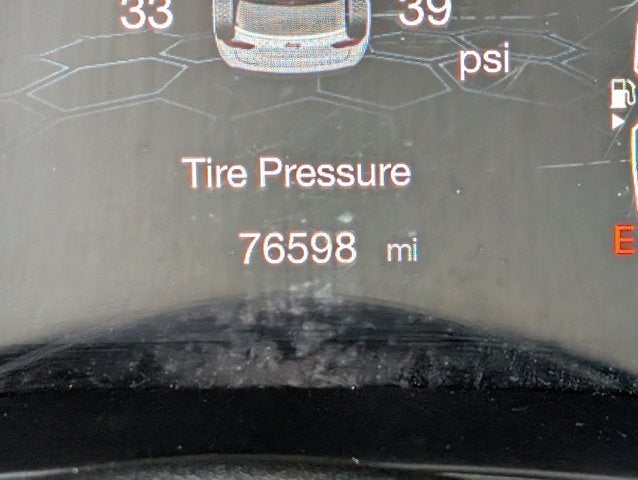 33 39
psi
Tire Pressure
76598 mi
E